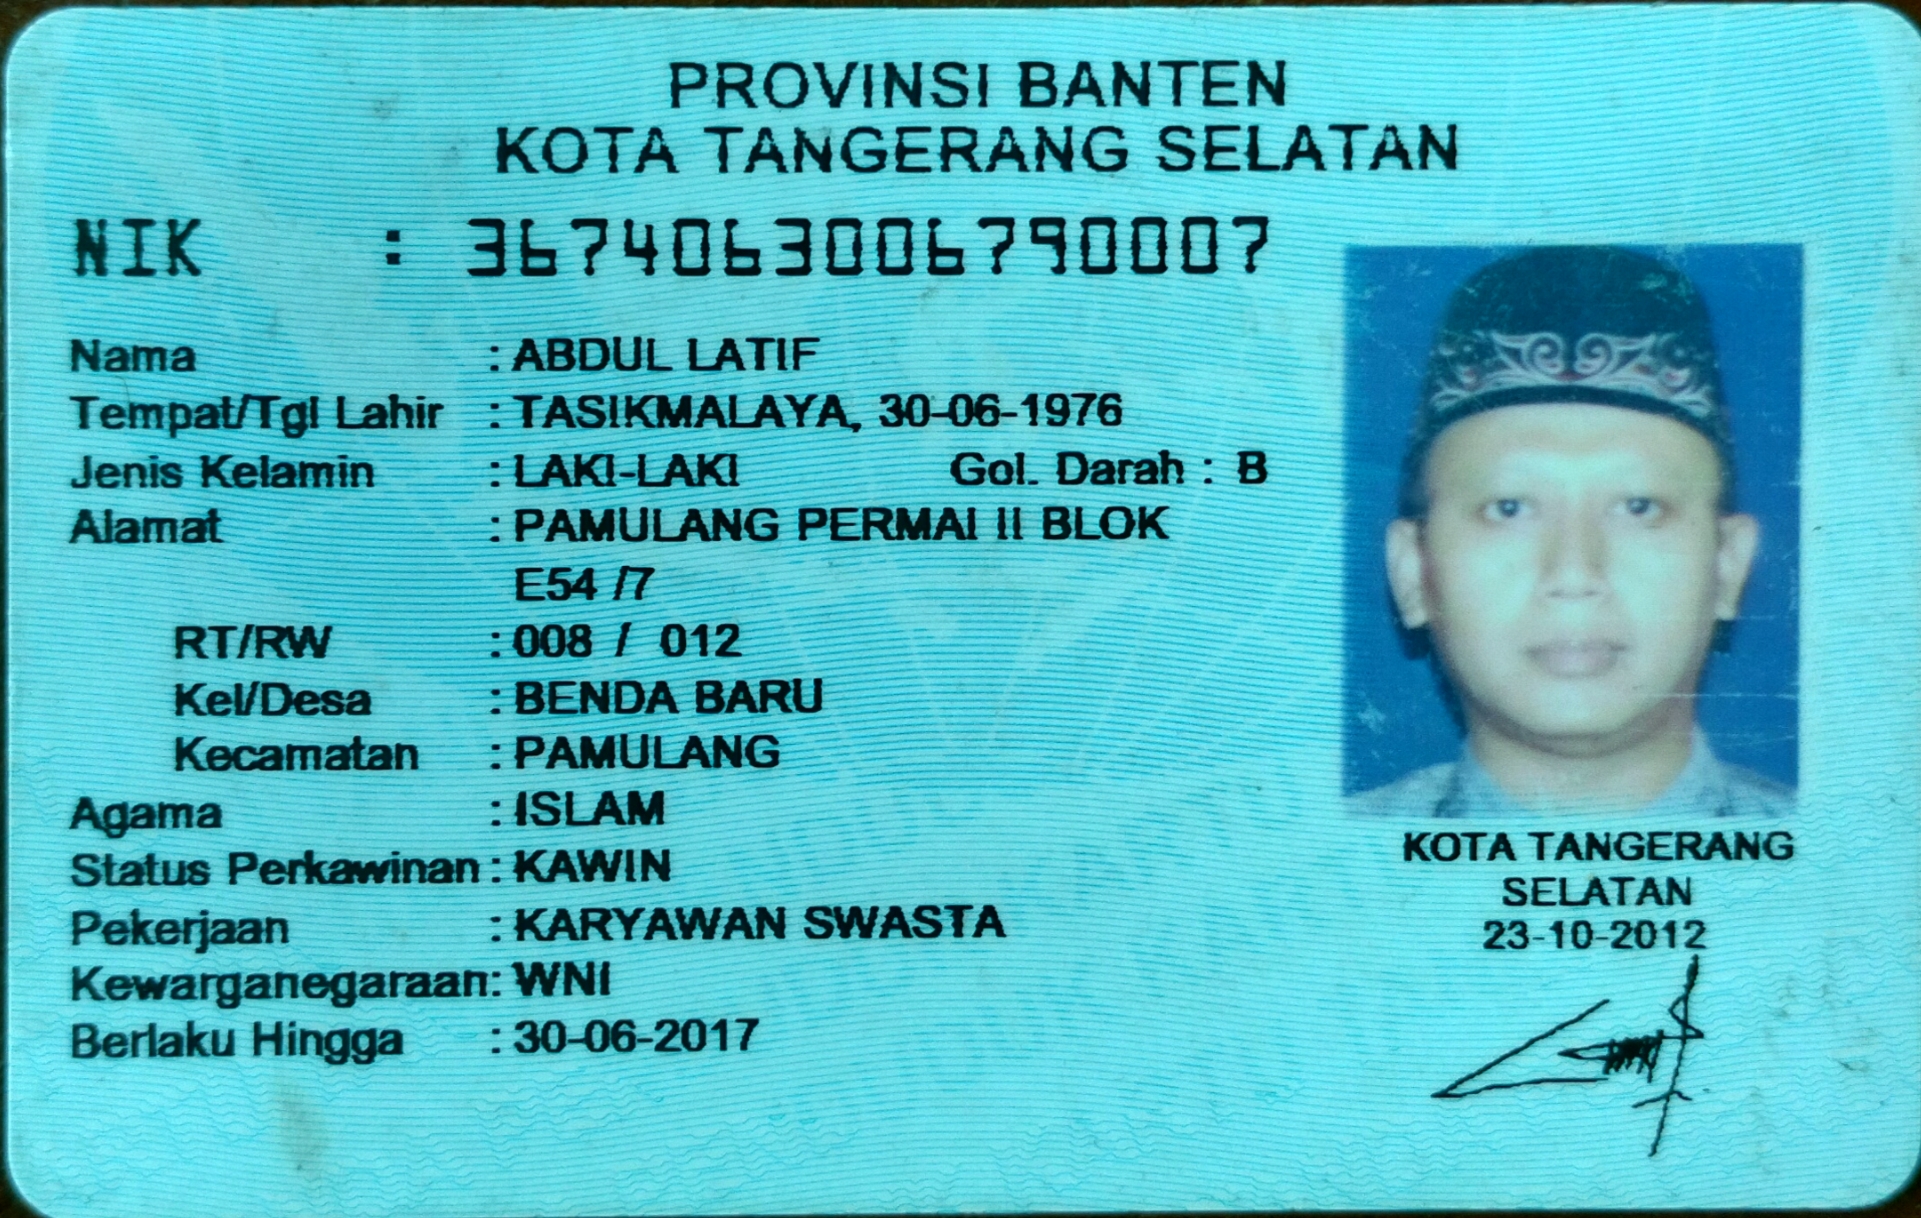 PROVINSI BANTEN
KOTA TANGERANG SELATAN
NIK : 3674063006790007
Nama : ABDUL LATIF
Tempat/Tgl Lahir : TASIKMALAYA, 30-06-1976
Jenis Kelamin : LAKI-LAKI Gol. Darah : B
Alamat : PAMULANG PERMAI II BLOK
E54 /7
RT/RW : 008 / 012
Kel/Desa : BENDA BARU
Kecamatan : PAMULANG
Agama : ISLAM
Status Perkawinan : KAWIN
Pekerjaan : KARYAWAN SWASTA
Kewarganegaraan: WNI
Berlaku Hingga : 30-06-2017
KOTA TANGERANG
SELATAN
23-10-2012